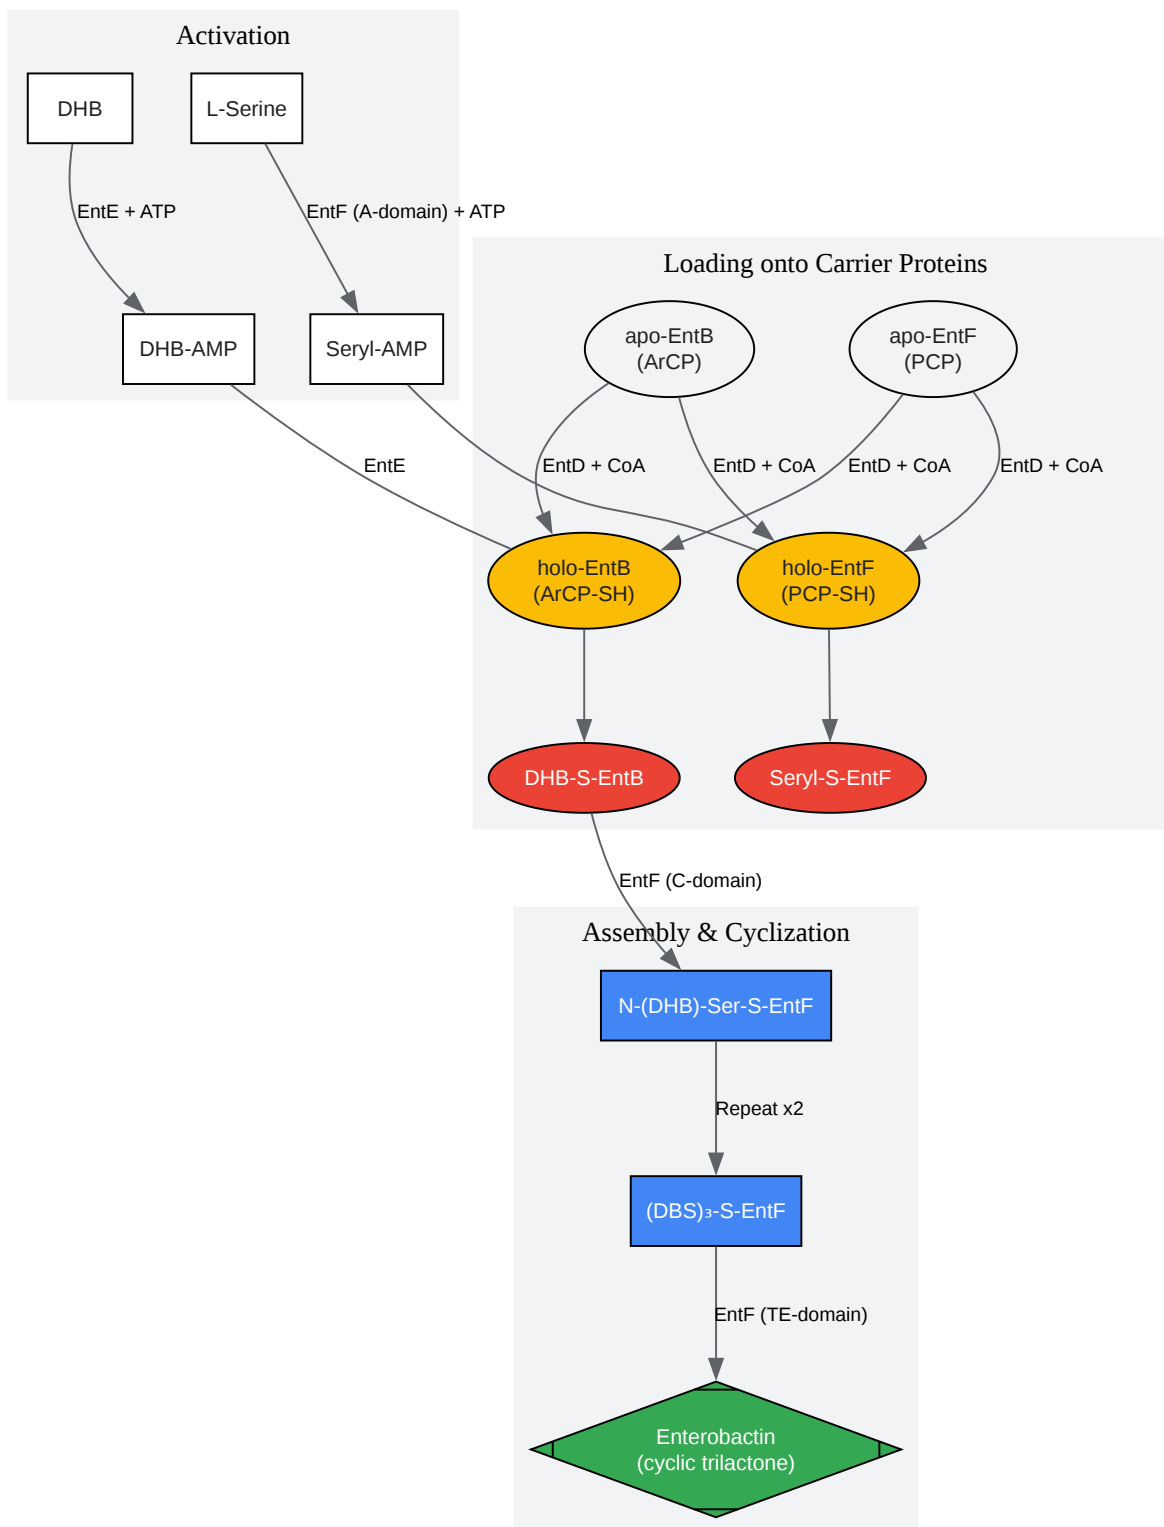 Activation
DHB
L-Serine
EntE + ATP
EntF (A-domain) + ATP
DHB-AMP
Seryl-AMP
Loading onto Carrier Proteins
apo-EntB
(ArCP)
apo-EntF
(PCP)
EntE
EntD + CoA
EntD + CoA
EntD + CoA
EntD + CoA
holo-EntB
(ArCP-SH)
holo-EntF
(PCP-SH)
DHB-S-EntB
Seryl-S-EntF
EntF (C-domain)
Assembly & Cyclization
N-(DHB)-Ser-S-EntF
Repeat x2
(DBS)₃-S-EntF
EntF (TE-domain)
Enterobactin
(cyclic trilactone)